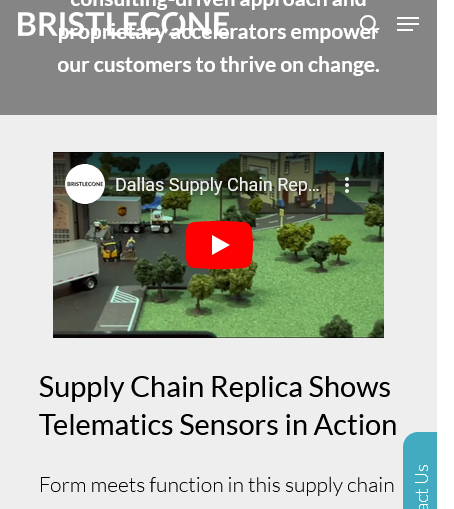 consulting-driven approach and
BRISTLECONE
proprietary accelerators empower
our customers to thrive on change.
BRISTLECONE
Dallas Supply Chain Rep...
Supply Chain Replica Shows
Telematics Sensors in Action
Form meets function in this supply chain
act Us